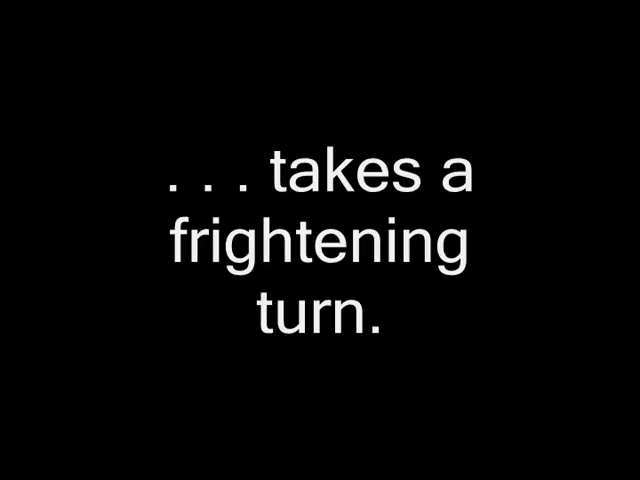 . . . takes a
frightening
turn.